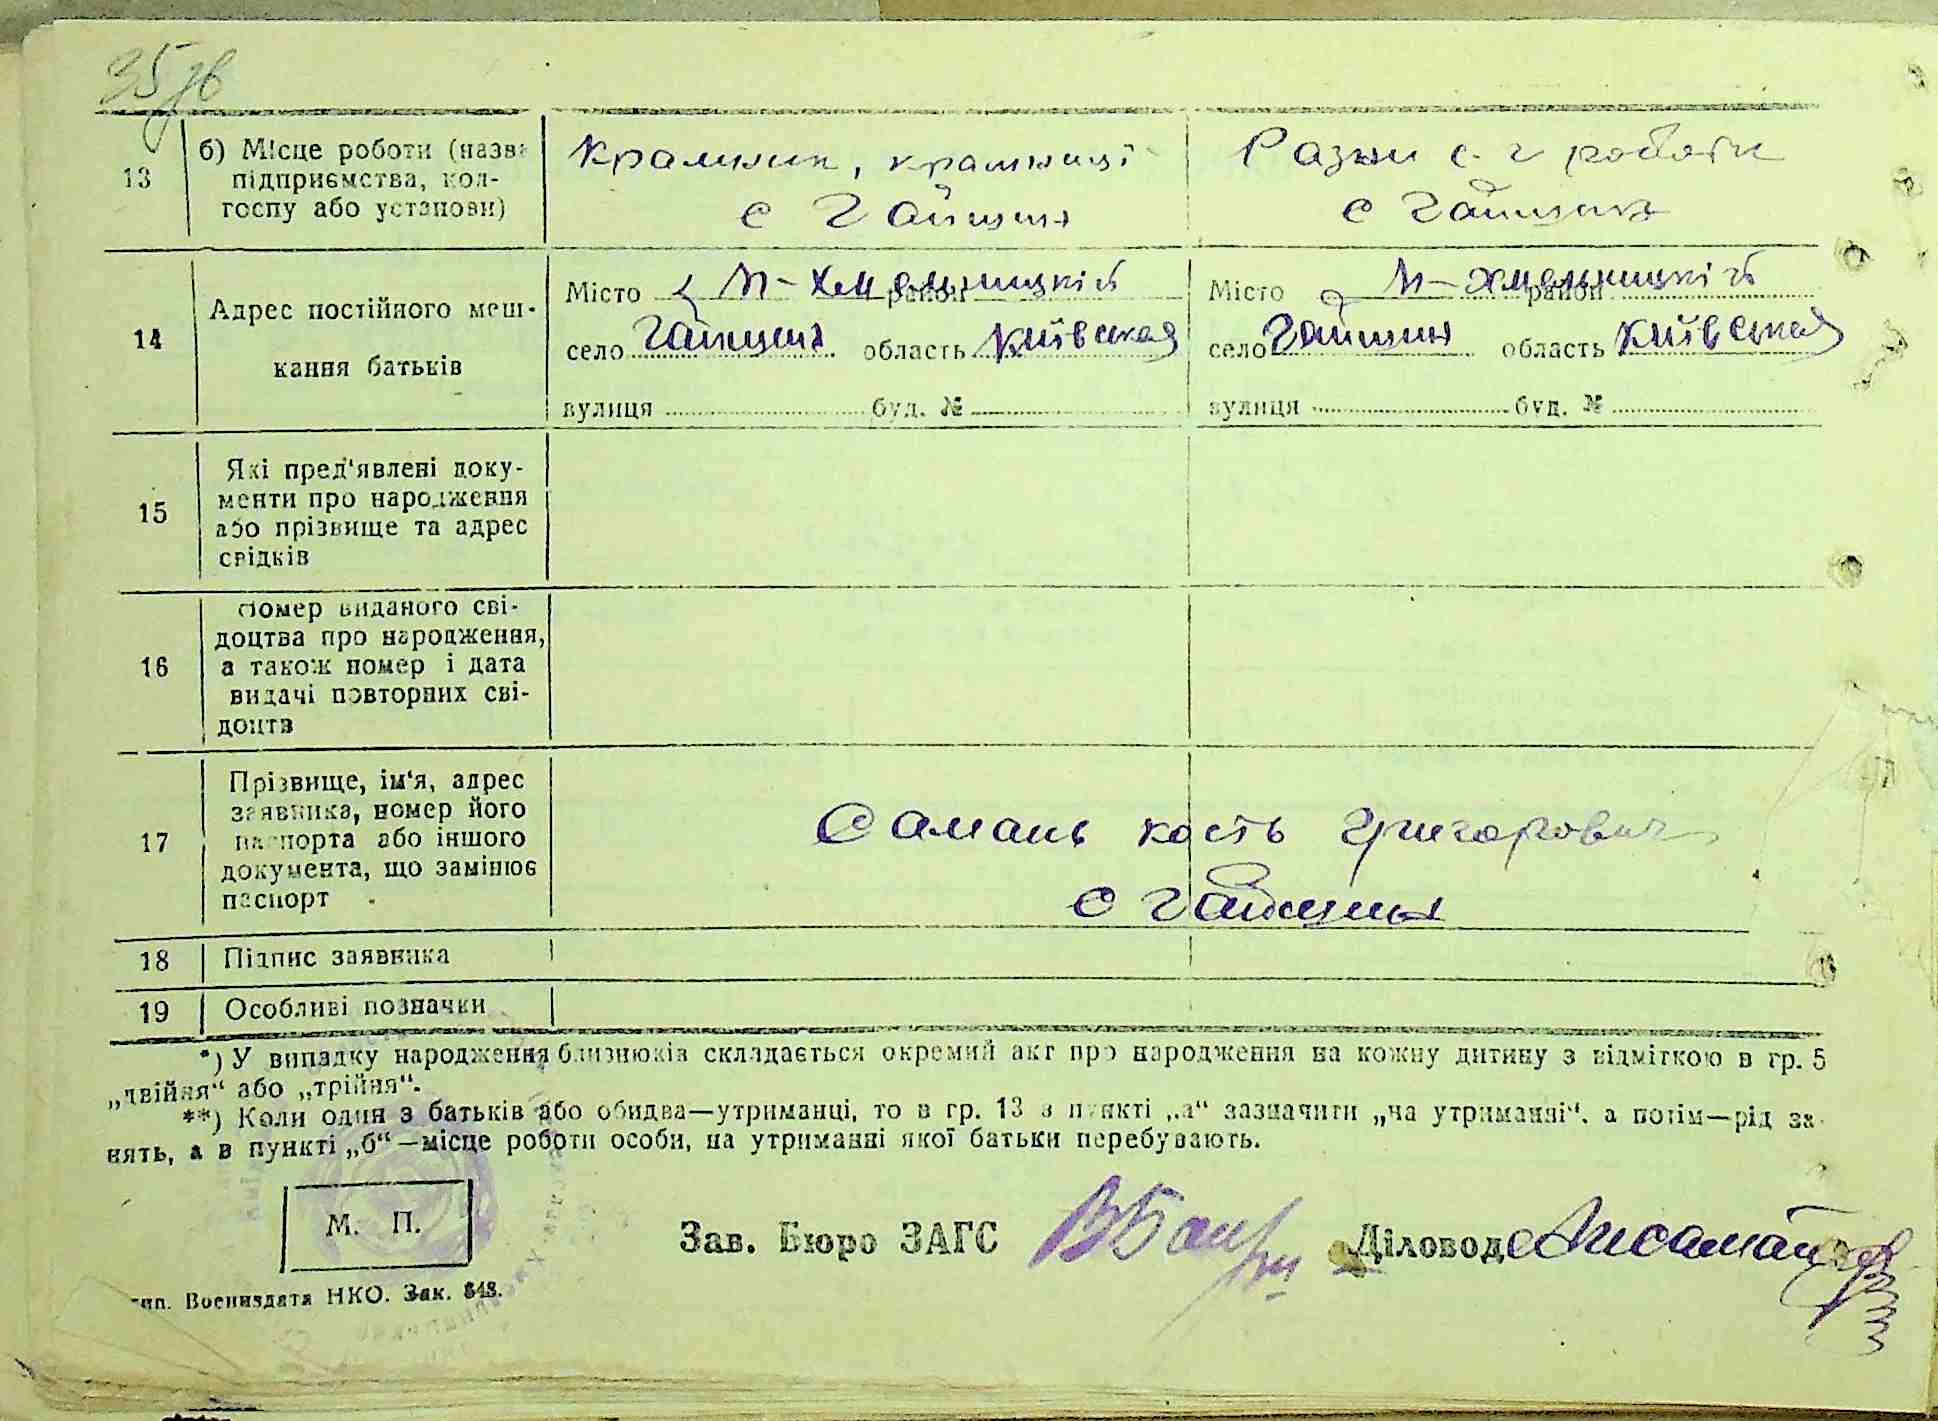 35 зв
13 б) Місце роботи (назва підприємства, колгоспу або установи)
Крамник, крамниці
с Гайшин
Разни с. г роботи
с Гайшин
14 Адрес постійного мешкання батьків
Місто П-Хмельницкій район
село Гайшин область Київская
вулиця буд. №
Місто П-Хмельницкій район
село Гайшин область Київская
вулиця буд. №
15 Які пред'явлені документи про народження або прізвище та адрес свідків
16 Номер виданого свідоцтва про народження, а також номер і дата видачі повторних свідоцтв
17 Прізвище, ім'я, адрес заявника, номер його паспорта або іншого документа, що замінює паспорт
Самань кость Григорович
с Гайшин
18 Підпис заявника
19 Особливі позначки
*) У випадку народження близнюків складається окремий акт про народження на кожну дитину з відміткою в гр. 5
„двійня“ або „трійня“.
**) Коли один з батьків або обидва—утриманці, то в гр. 13 в пункті „а“ зазначити „на утриманні“. а потім—рід за-
нять, а в пункті „б“—місце роботи особи, на утриманні якої батьки перебувають.
М. П.
Зав. Бюро ЗАГС
Діловод
тип. Воениздата НКО. Зак. 848.